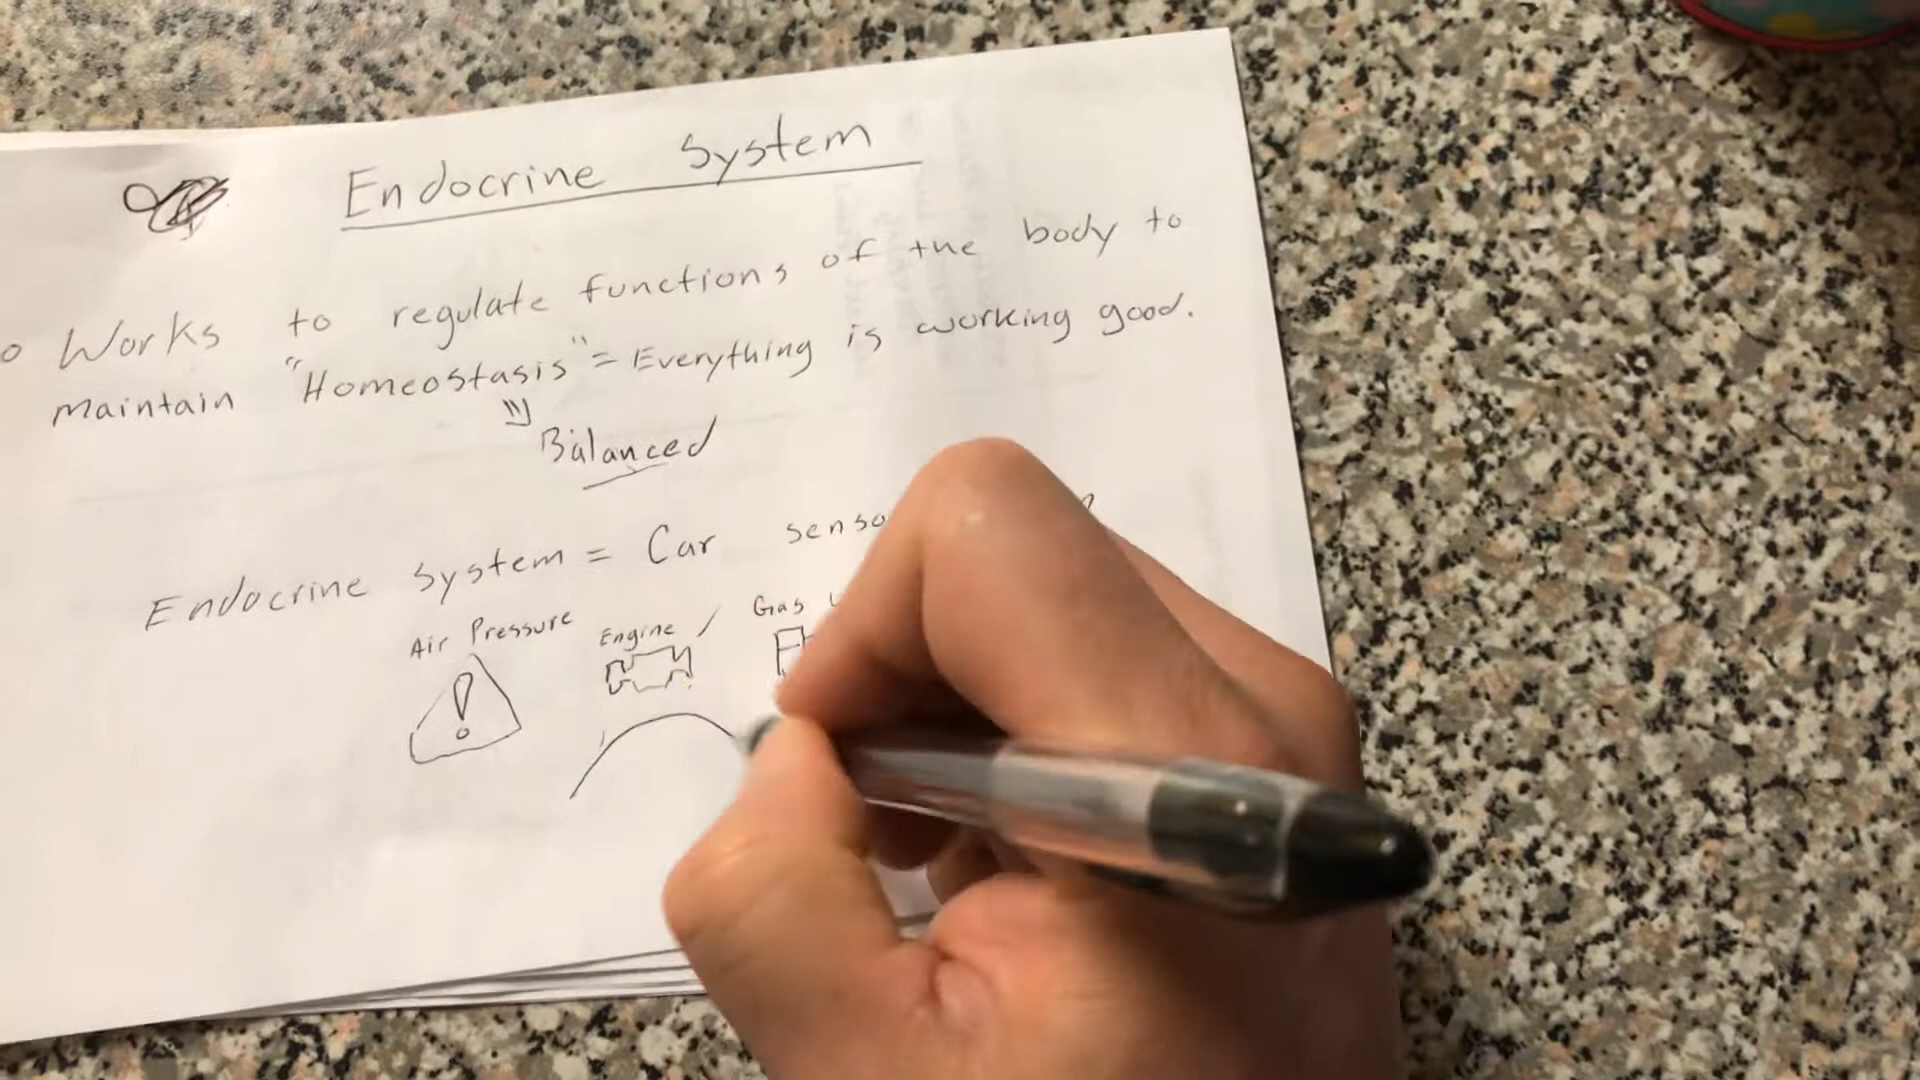 Endocrine System
o Works to regulate functions of the body to
maintain "Homeostasis" = Everything is working good.
Balanced
Endocrine System = Car
Air Pressure Engine / Gas